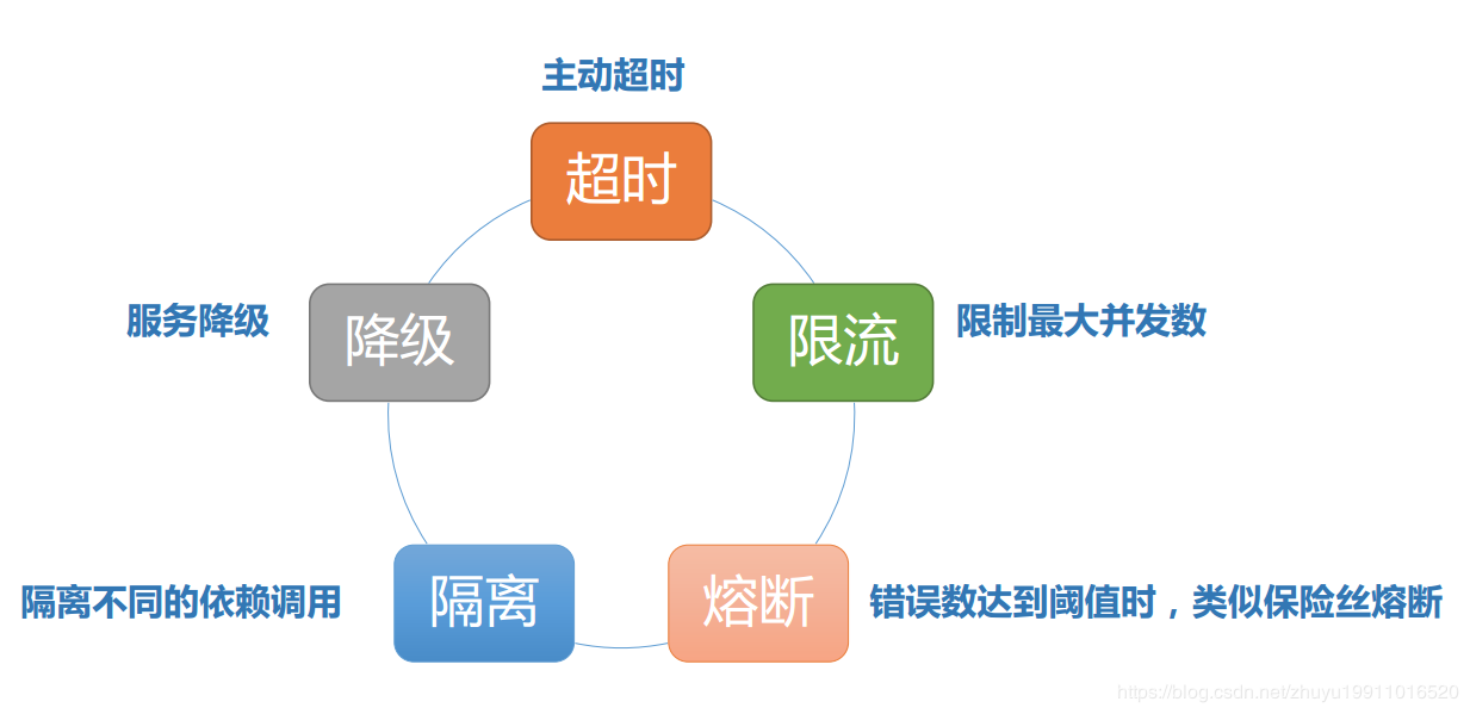 主动超时
超时
服务降级
降级
限流
限制最大并发数
隔离不同的依赖调用
隔离
熔断
错误数达到阈值时，类似保险丝熔断
https://blog.csdn.net/zhuyu19911016520